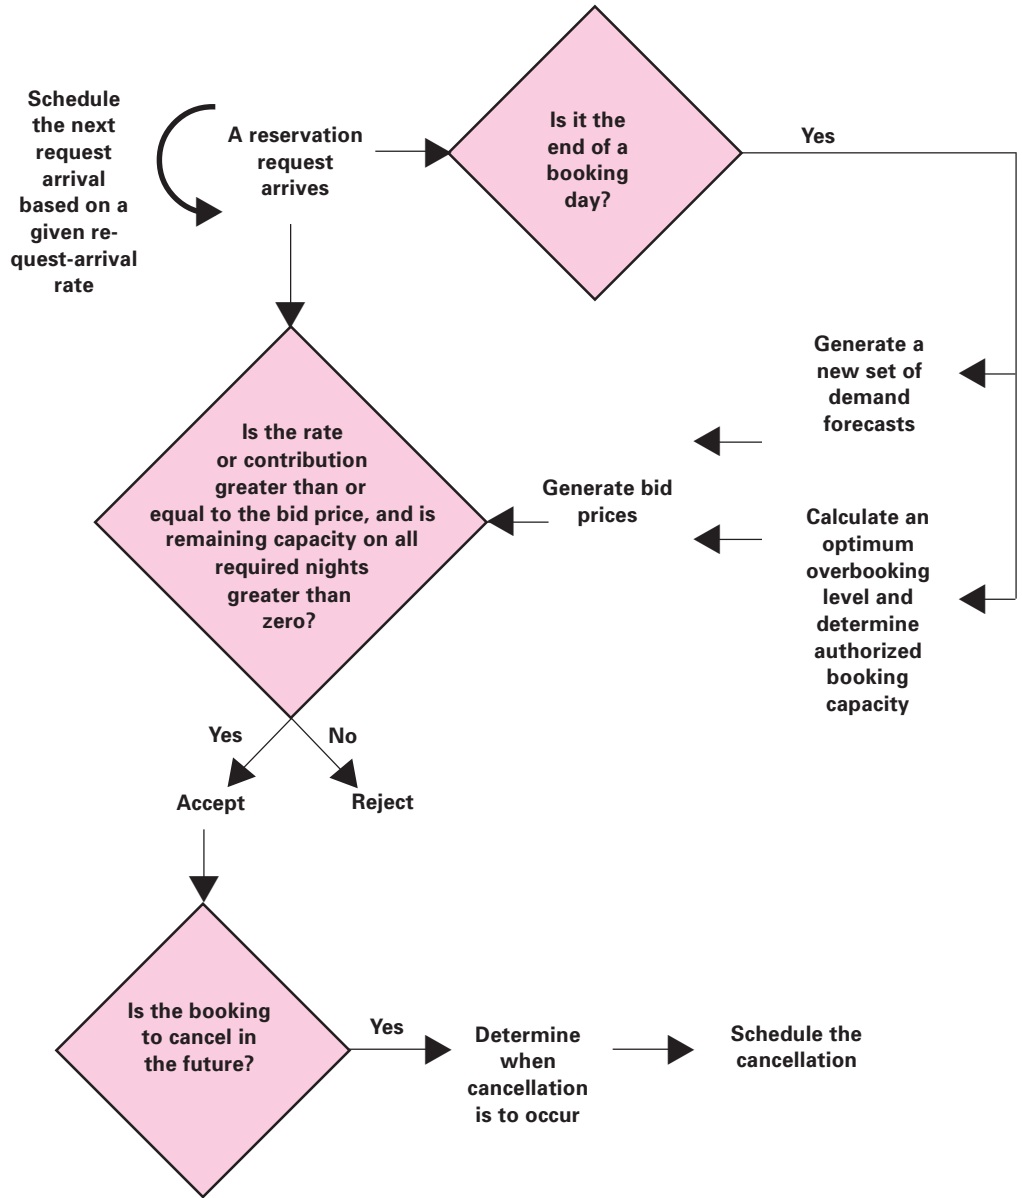 Schedule
the next
request
arrival
based on a
given re-
quest-arrival
rate
A reservation
request
arrives
Is it the
end of a
booking
day?
Yes
Generate a
new set of
demand
forecasts
Is the rate
or contribution
greater than or
equal to the bid price, and is
remaining capacity on all
required nights
greater than
zero?
Generate bid
prices
Calculate an
optimum
overbooking
level and
determine
authorized
booking
capacity
Yes
No
Accept
Reject
Is the booking
to cancel in
the future?
Yes
Determine
when
cancellation
is to occur
Schedule the
cancellation